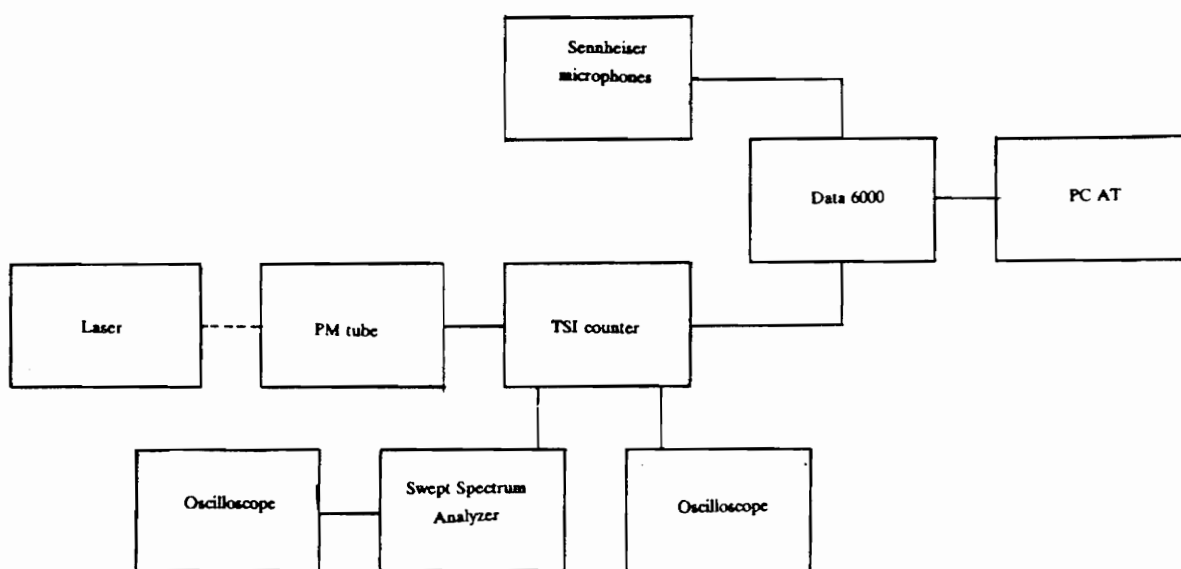 Sennheiser
microphones
Data 6000
PC AT
Laser
PM tube
TSI counter
Oscilloscope
Swept Spectrum
Analyzer
Oscilloscope